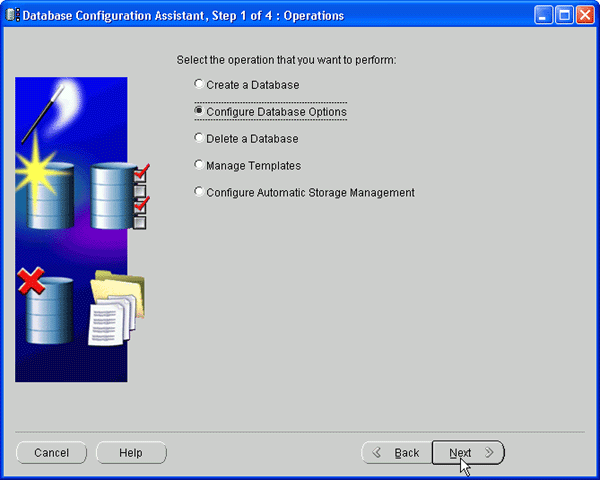 Database Configuration Assistant, Step 1 of 4 : Operations
Select the operation that you want to perform:
Create a Database
Configure Database Options
Delete a Database
Manage Templates
Configure Automatic Storage Management
Cancel
Help
Back
Next